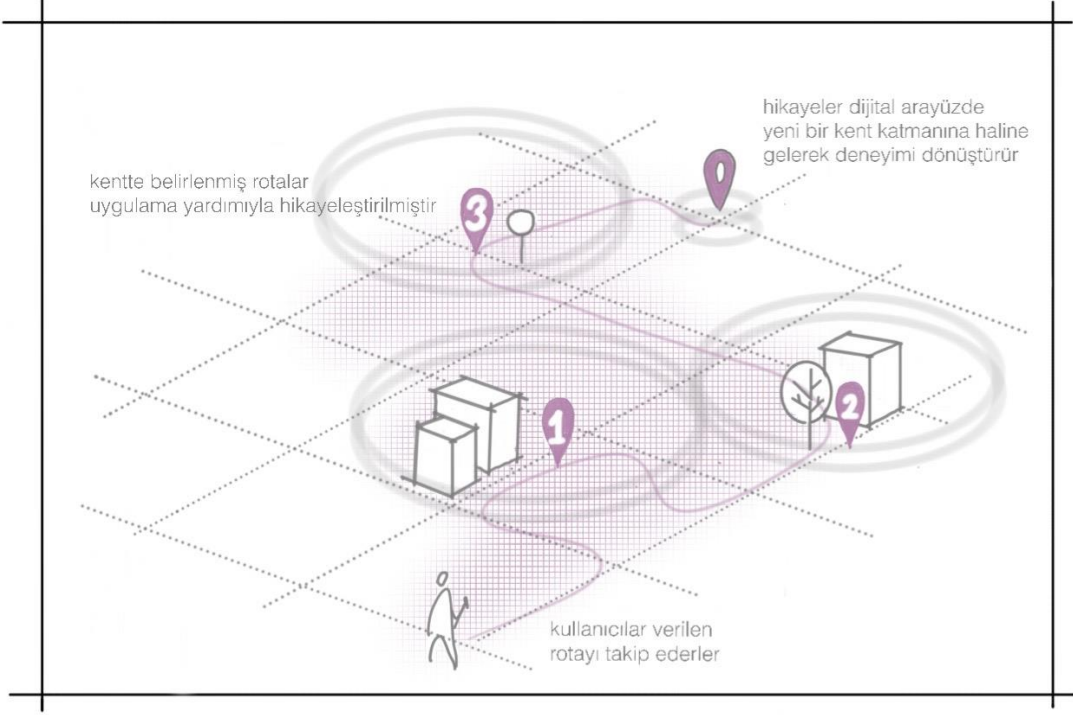 hikayeler dijital arayüzde
yeni bir kent katmanına haline
gelerek deneyimi dönüştürür
kentte belirlenmiş rotalar
uygulama yardımıyla hikayeleştirilmiştir
3
1
2
kullanıcılar verilen
rotayı takip ederler